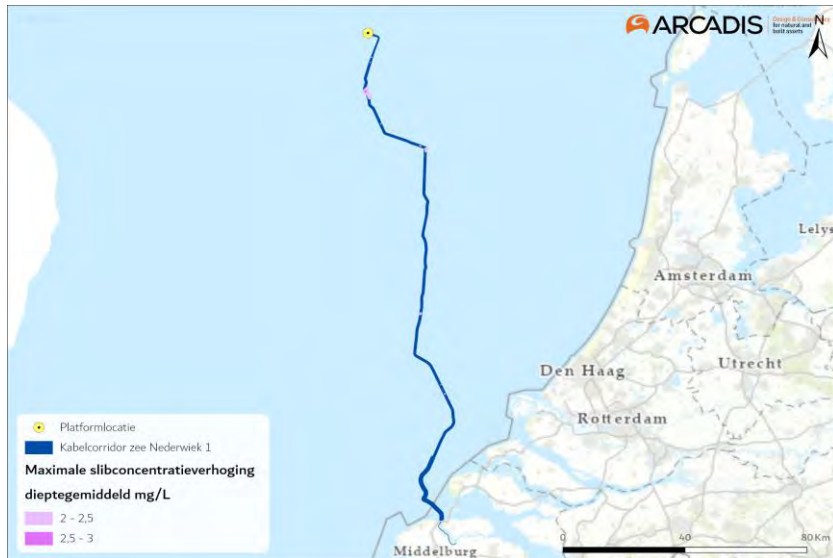 ARCADIS
Design & Consultancy
for natural and
built assets
N
Lelys
Amsterdam
Utrecht
Den Haag
Rotterdam
Middelburg
Platformlocatie
Kabelcorridor zee Nederwiek 1
Maximale slibconcentratieverhoging
dieptegemiddeld mg/L
2 - 2,5
2,5 - 3
0 40 80 Km